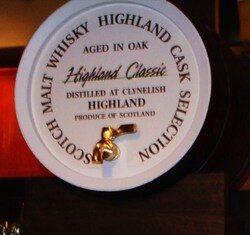 SCOTCH MALT WHISKY HIGHLAND CASK SELECTION
AGED IN OAK
Highland Classic
DISTILLED AT CLYNELISH
HIGHLAND
PRODUCE OF SCOTLAND